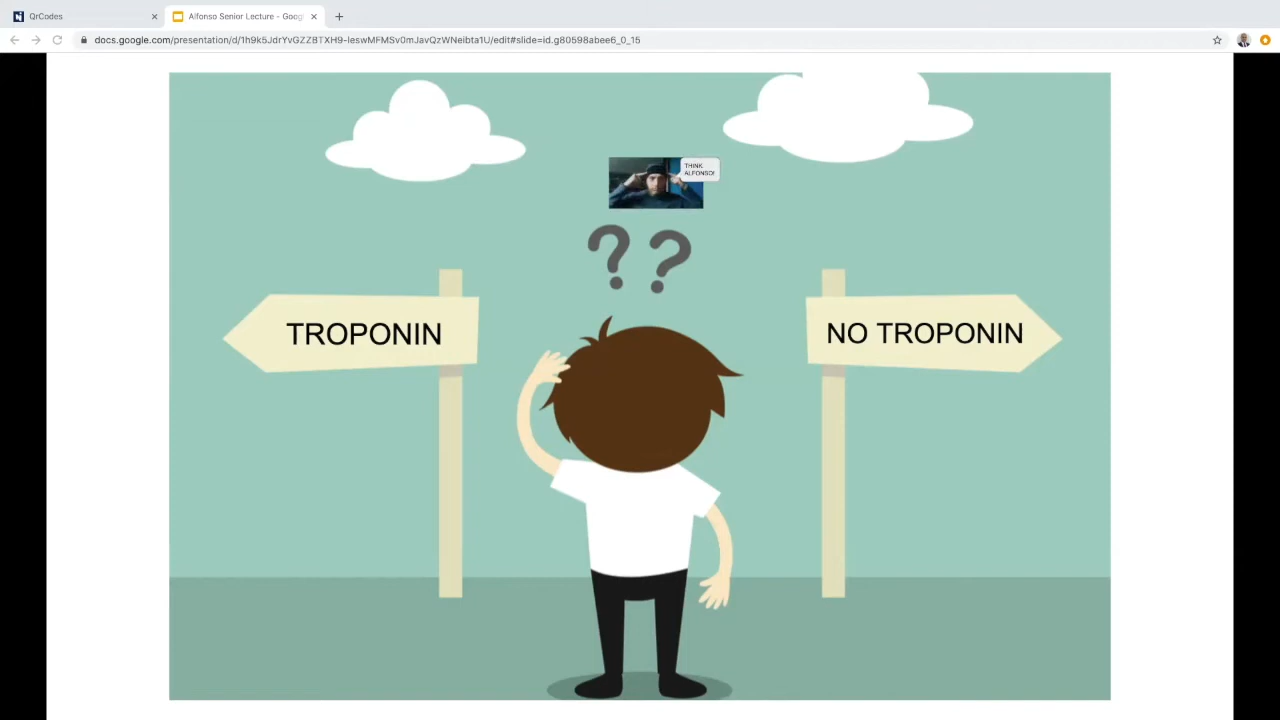 QrCodes
Alfonso Senior Lecture - Goog
docs.google.com/presentation/d/1h9k5JdrYvGZZBTXH9-IeswMFMSv0mJavQzWNeibta1U/edit#slide=id.g80598abee6_0_15
THINK
ALFONSO!
??
TROPONIN
NO TROPONIN